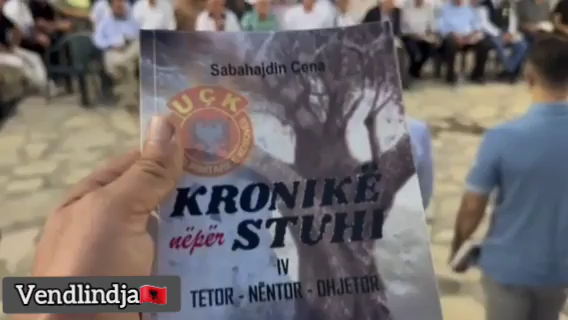 Sabahajdin Cena
UÇK
KRONIKË
nëpër STUHI
IV
TETOR - NËNTOR - DHJETOR
Vendlindja🇦🇱